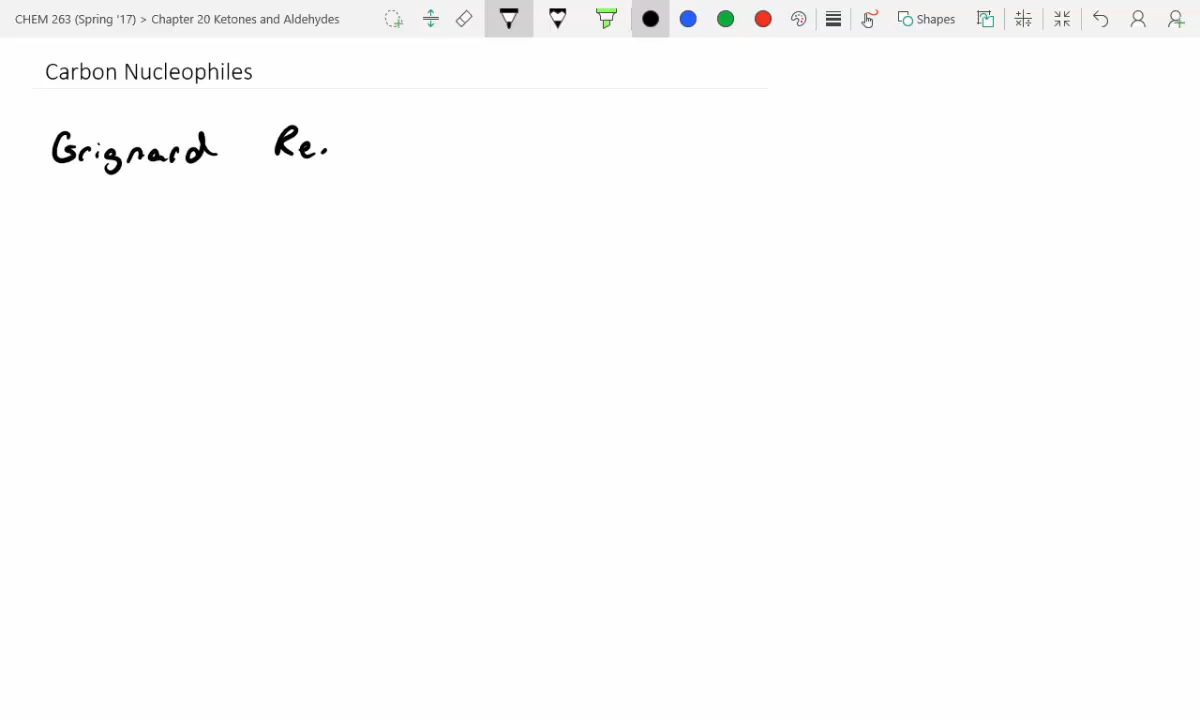 CHEM 263 (Spring '17) > Chapter 20 Ketones and Aldehydes
Shapes
Carbon Nucleophiles
Grignard Re.